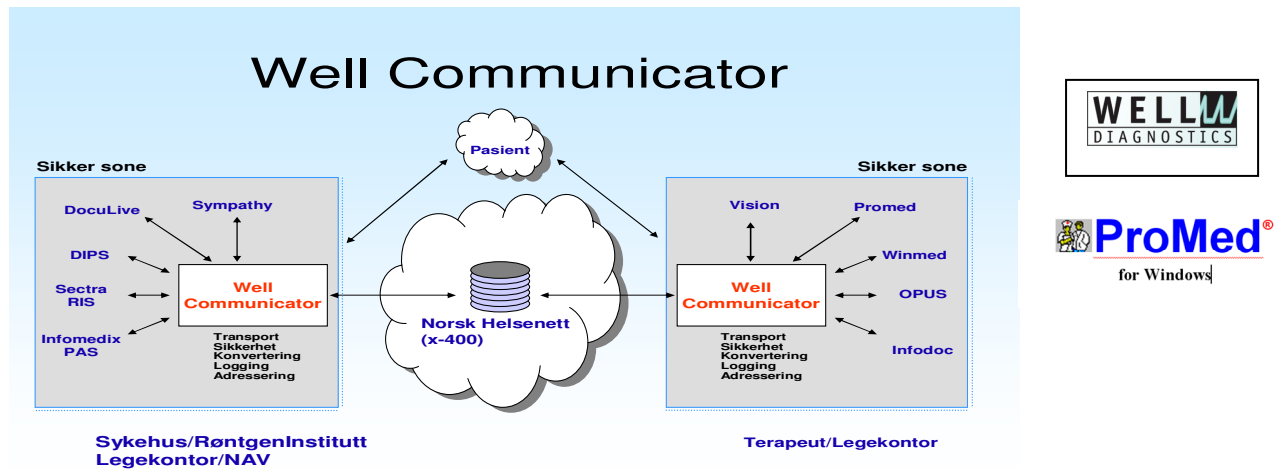 Well Communicator
Pasient
Sikker sone
DocuLive
Sympathy
DIPS
Sectra
RIS
Infomedix
PAS
Well
Communicator
Transport
Sikkerhet
Konvertering
Logging
Adressering
Sykehus/RøntgenInstitutt
Legekontor/NAV
Norsk Helsenett
(x-400)
Sikker sone
Vision
Promed
Winmed
OPUS
Infodoc
Well
Communicator
Transport
Sikkerhet
Konvertering
Logging
Adressering
Terapeut/Legekontor
WELL
DIAGNOSTICS
ProMed®
for Windows